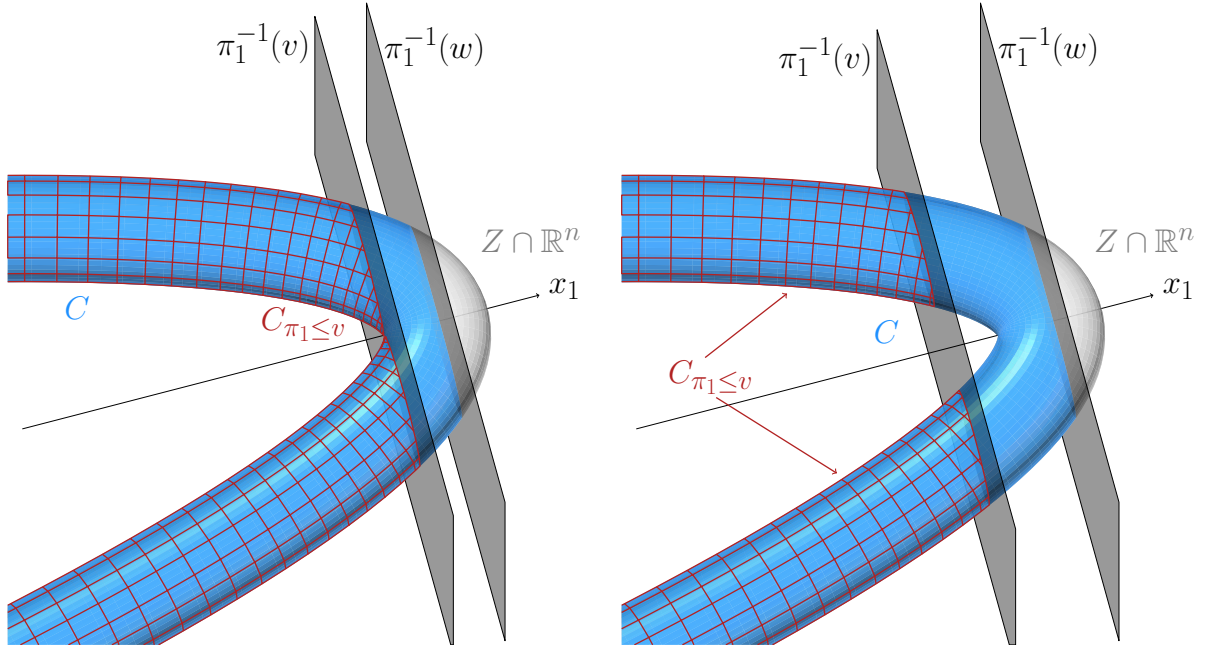 π₁⁻¹(v)
π₁⁻¹(w)
Z ∩ ℝⁿ
x₁
C
C_{π₁≤v}
π₁⁻¹(v)
π₁⁻¹(w)
Z ∩ ℝⁿ
x₁
C
C_{π₁≤v}